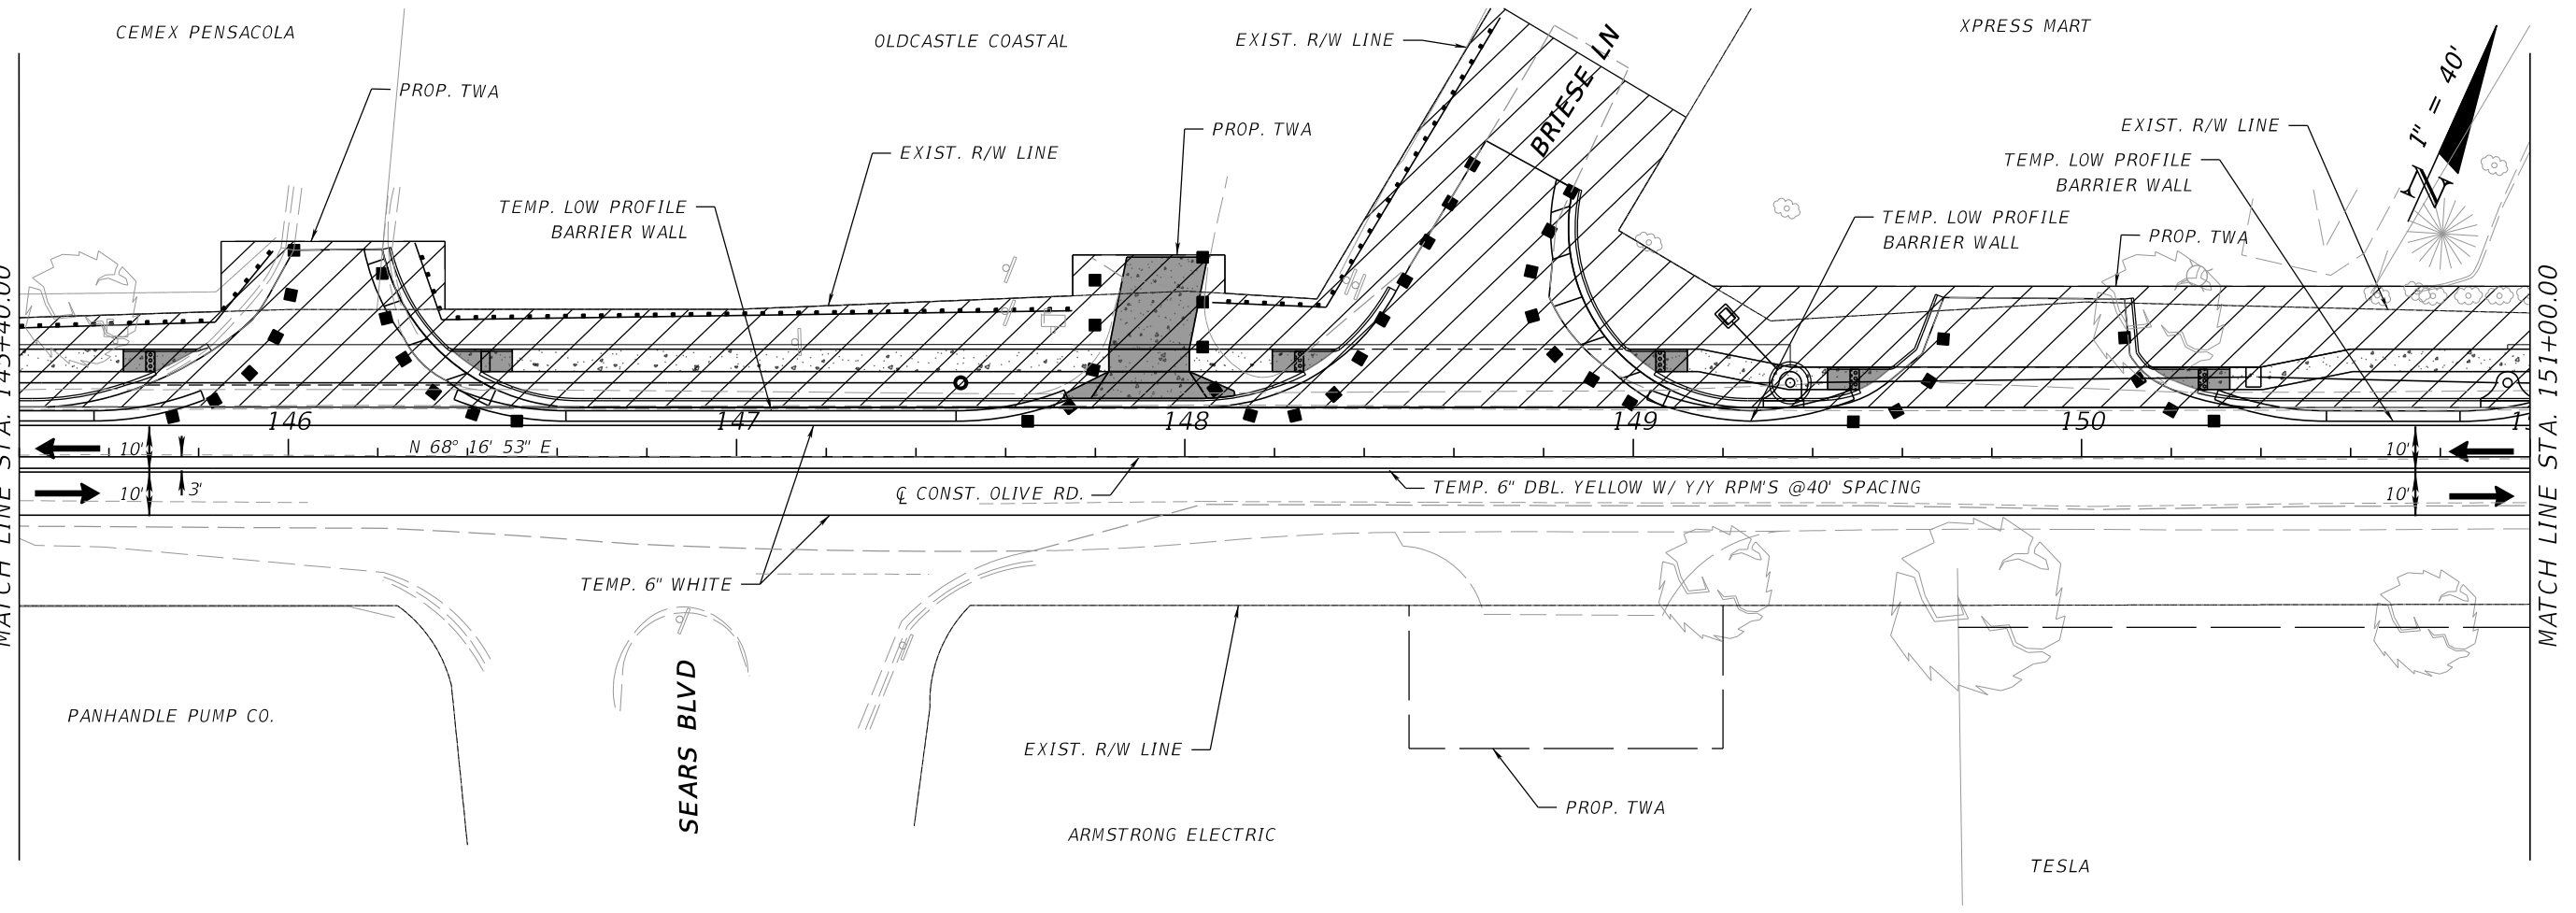 CEMEX PENSACOLA
OLDCASTLE COASTAL
EXIST. R/W LINE
XPRESS MART
PROP. TWA
BRIESE LN
N 1" = 40'
PROP. TWA
EXIST. R/W LINE
EXIST. R/W LINE
TEMP. LOW PROFILE
BARRIER WALL
TEMP. LOW PROFILE
BARRIER WALL
TEMP. LOW PROFILE
BARRIER WALL
PROP. TWA
MATCH LINE STA. 145+40.00
MATCH LINE STA. 151+00.00
146
147
148
149
150
10'
N 68° 16' 53" E
10'
10'
3'
℄ CONST. OLIVE RD.
TEMP. 6" DBL. YELLOW W/ Y/Y RPM'S @40' SPACING
10'
TEMP. 6" WHITE
SEARS BLVD
PANHANDLE PUMP CO.
EXIST. R/W LINE
PROP. TWA
ARMSTRONG ELECTRIC
TESLA